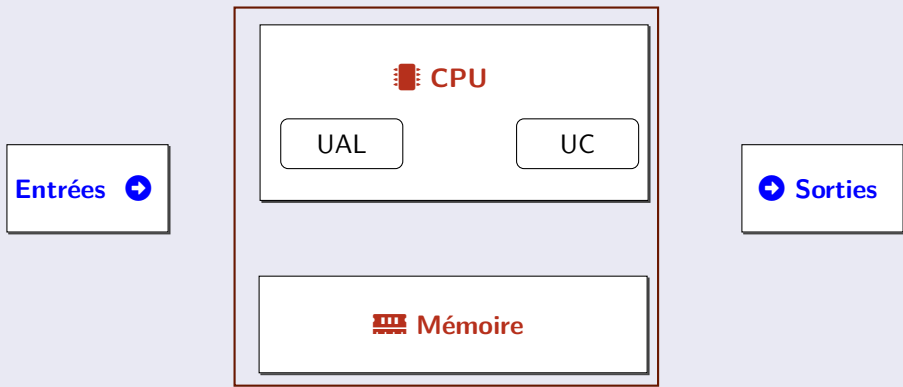 CPU
UAL
UC
Entrées
Sorties
Mémoire